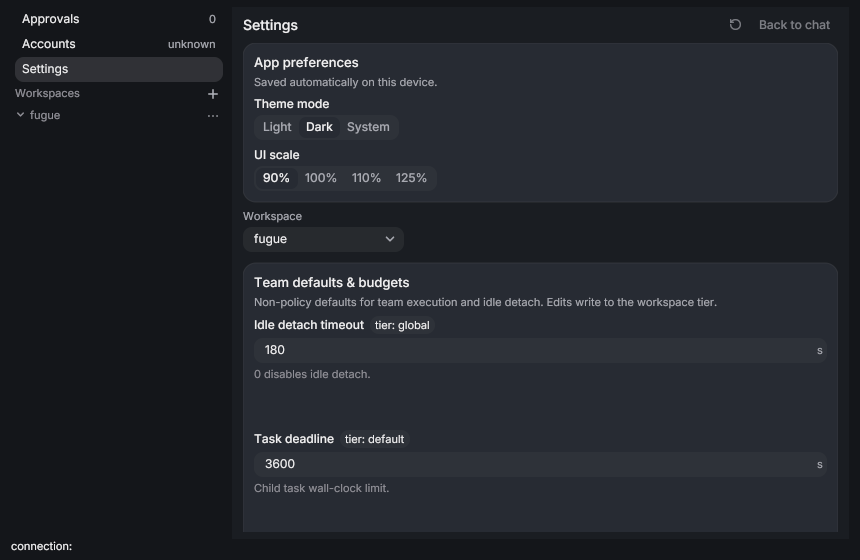 Approvals 0
Accounts unknown
Settings
Workspaces +
fugue ...
connection:
Settings
Back to chat
App preferences
Saved automatically on this device.
Theme mode
Light Dark System
UI scale
90% 100% 110% 125%
Workspace
fugue
Team defaults & budgets
Non-policy defaults for team execution and idle detach. Edits write to the workspace tier.
Idle detach timeout tier: global
180 s
0 disables idle detach.
Task deadline tier: default
3600 s
Child task wall-clock limit.